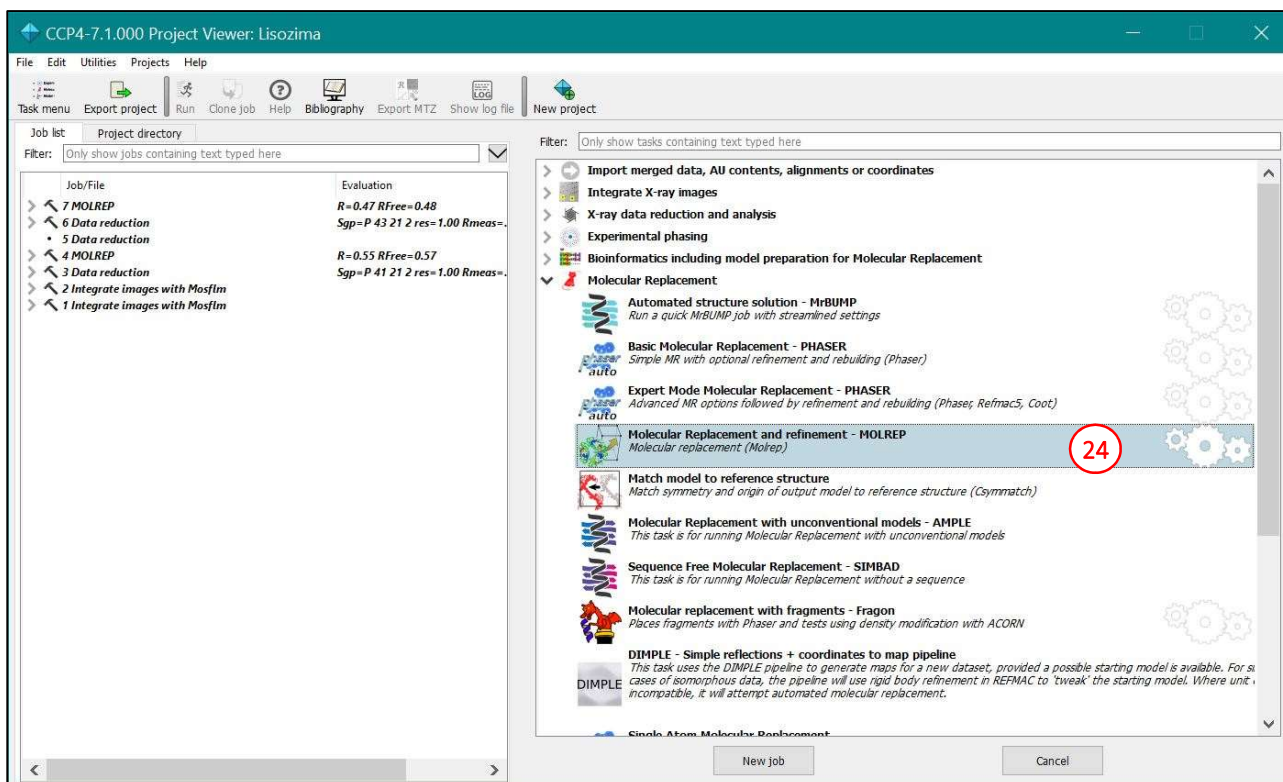 CCP4-7.1.000 Project Viewer: Lisozima
File Edit Utilities Projects Help
Task menu Export project Run Clone job Help Bibliography Export MTZ Show log file New project
Job list Project directory
Filter: Only show jobs containing text typed here
Job/File Evaluation
7 MOLREP R=0.47 RFree=0.48
6 Data reduction Sgp=P 43 21 2 res=1.00 Rmeas=.
5 Data reduction
4 MOLREP R=0.55 RFree=0.57
3 Data reduction Sgp=P 41 21 2 res=1.00 Rmeas=.
2 Integrate images with Mosflm
1 Integrate images with Mosflm
Filter: Only show tasks containing text typed here
Import merged data, AU contents, alignments or coordinates
Integrate X-ray images
X-ray data reduction and analysis
Experimental phasing
Bioinformatics including model preparation for Molecular Replacement
Molecular Replacement
Automated structure solution - MrBUMP
Run a quick MrBUMP job with streamlined settings
Basic Molecular Replacement - PHASER
Simple MR with optional refinement and rebuilding (Phaser)
phaser auto
Expert Mode Molecular Replacement - PHASER
Advanced MR options followed by refinement and rebuilding (Phaser, Refmac5, Coot)
phaser auto
Molecular Replacement and refinement - MOLREP
Molecular replacement (Molrep)
24
Match model to reference structure
Match symmetry and origin of output model to reference structure (Csymmatch)
Molecular Replacement with unconventional models - AMPLE
This task is for running Molecular Replacement with unconventional models
Sequence Free Molecular Replacement - SIMBAD
This task is for running Molecular Replacement without a sequence
Molecular replacement with fragments - Fragon
Places fragments with Phaser and tests using density modification with ACORN
DIMPLE - Simple reflections + coordinates to map pipeline
This task uses the DIMPLE pipeline to generate maps for a new dataset, provided a possible starting model is available. For
DIMPLE cases of isomorphous data, the pipeline will use rigid body refinement in REFMAC to 'tweak' the starting model. Where unit
incompatible, it will attempt automated molecular replacement.
Single Atom Molecular Replacement
New job Cancel